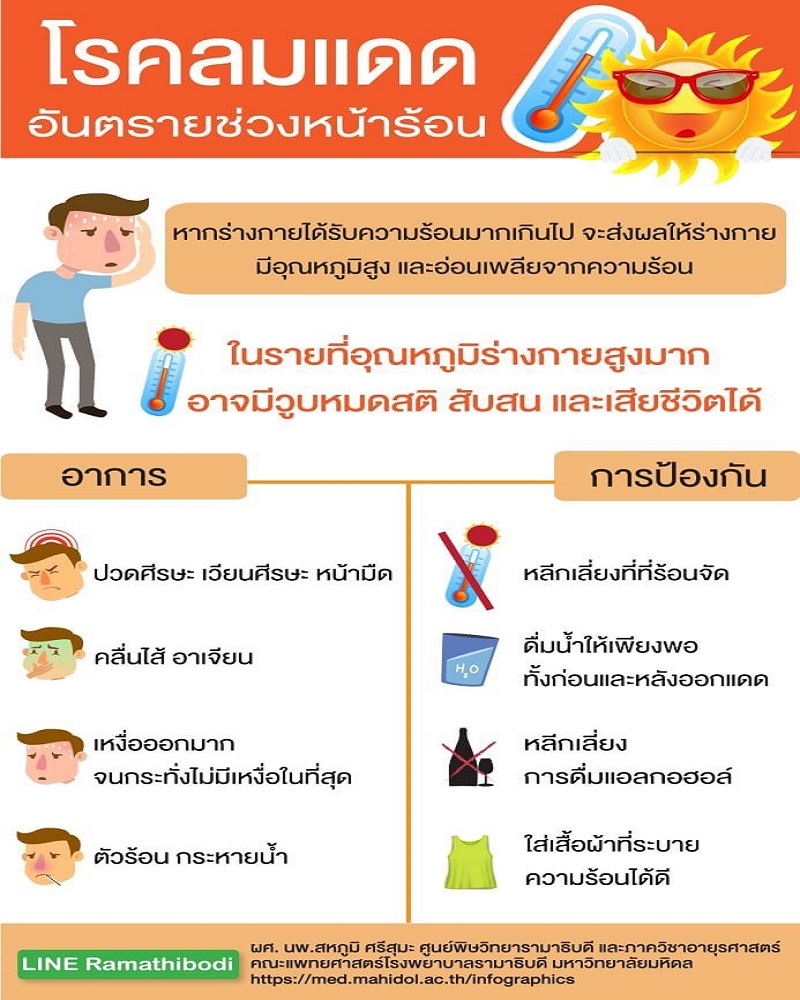 โรคลมแดด
อันตรายช่วงหน้าร้อน
หากร่างกายได้รับความร้อนมากเกินไป จะส่งผลให้ร่างกาย
มีอุณหภูมิสูง และอ่อนเพลียจากความร้อน
ในรายที่อุณหภูมิร่างกายสูงมาก
อาจมีวูบหมดสติ สับสน และเสียชีวิตได้
อาการ
ปวดศีรษะ เวียนศีรษะ หน้ามืด
คลื่นไส้ อาเจียน
เหงื่อออกมาก
จนกระทั่งไม่มีเหงื่อในที่สุด
ตัวร้อน กระหายน้ำ
การป้องกัน
หลีกเลี่ยงที่ที่ร้อนจัด
H2O
ดื่มน้ำให้เพียงพอ
ทั้งก่อนและหลังออกแดด
หลีกเลี่ยง
การดื่มแอลกอฮอล์
ใส่เสื้อผ้าที่ระบาย
ความร้อนได้ดี
LINE Ramathibodi
ผศ. นพ.สหภูมิ ศรีสุมะ ศูนย์พิษวิทยารามาธิบดี และภาควิชาอายุรศาสตร์
คณะแพทยศาสตร์โรงพยาบาลรามาธิบดี มหาวิทยาลัยมหิดล
https://med.mahidol.ac.th/infographics